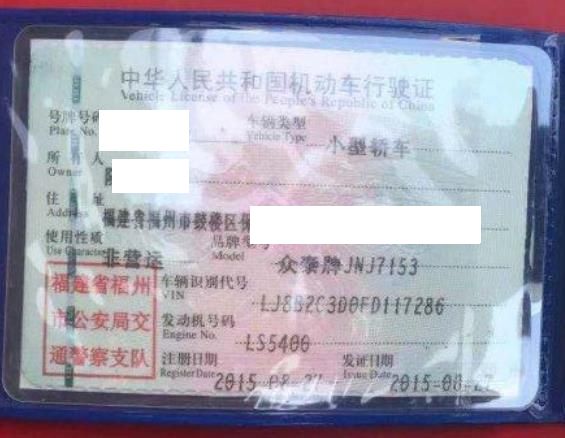 中华人民共和国机动车行驶证
Vehicle License of the People's Republic of China
号牌号码 车辆类型 小型轿车
Plate No. Vehicle Type
所有人
Owner
住址 福建省福州市鼓楼区保
Address
使用性质 非营运 品牌型号 众泰牌JNJ7153
Use Character Model
福建省福州 车辆识别代号 LJ8B2C3D0FD117286
VIN
市公安局交 发动机号码 LS5406
Engine No.
通警察支队 注册日期 2015-08-27 发证日期 2015-08-27
Register Date Issue Date